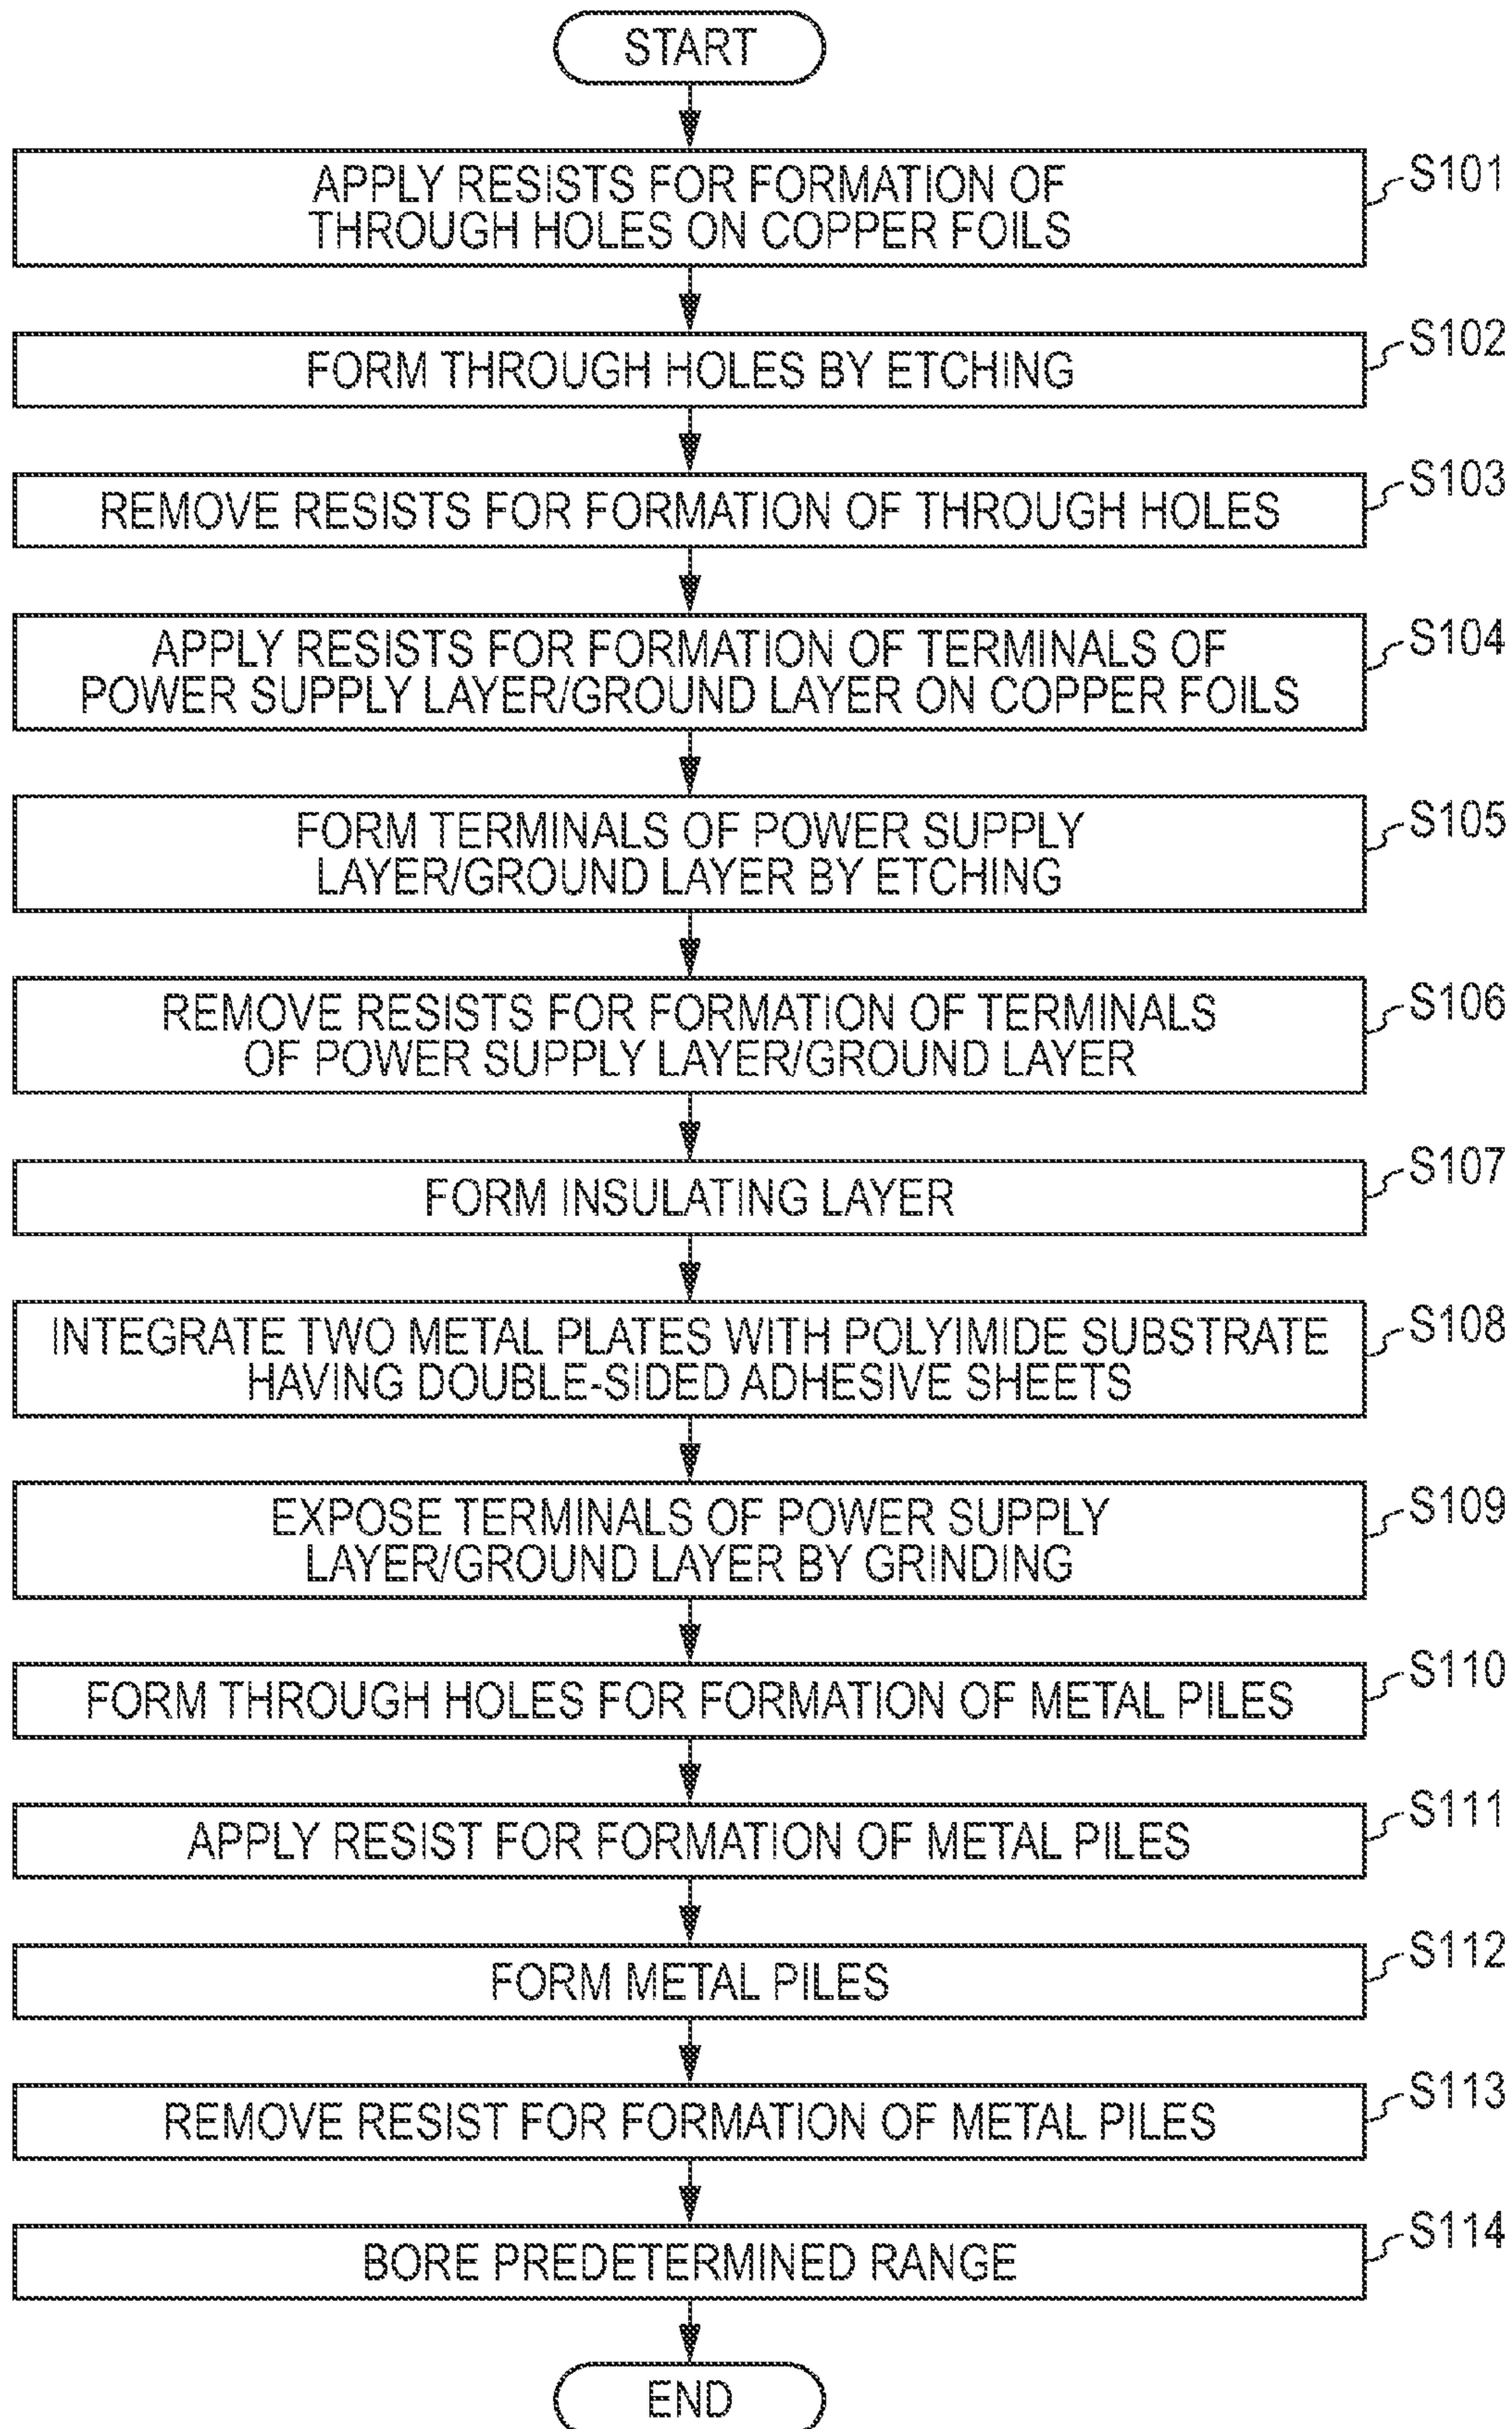 START
APPLY RESISTS FOR FORMATION OF
THROUGH HOLES ON COPPER FOILS
S101
FORM THROUGH HOLES BY ETCHING
S102
REMOVE RESISTS FOR FORMATION OF THROUGH HOLES
S103
APPLY RESISTS FOR FORMATION OF TERMINALS OF
POWER SUPPLY LAYER/GROUND LAYER ON COPPER FOILS
S104
FORM TERMINALS OF POWER SUPPLY
LAYER/GROUND LAYER BY ETCHING
S105
REMOVE RESISTS FOR FORMATION OF TERMINALS
OF POWER SUPPLY LAYER/GROUND LAYER
S106
FORM INSULATING LAYER
S107
INTEGRATE TWO METAL PLATES WITH POLYIMIDE SUBSTRATE
HAVING DOUBLE-SIDED ADHESIVE SHEETS
S108
EXPOSE TERMINALS OF POWER SUPPLY
LAYER/GROUND LAYER BY GRINDING
S109
FORM THROUGH HOLES FOR FORMATION OF METAL PILES
S110
APPLY RESIST FOR FORMATION OF METAL PILES
S111
FORM METAL PILES
S112
REMOVE RESIST FOR FORMATION OF METAL PILES
S113
BORE PREDETERMINED RANGE
S114
END